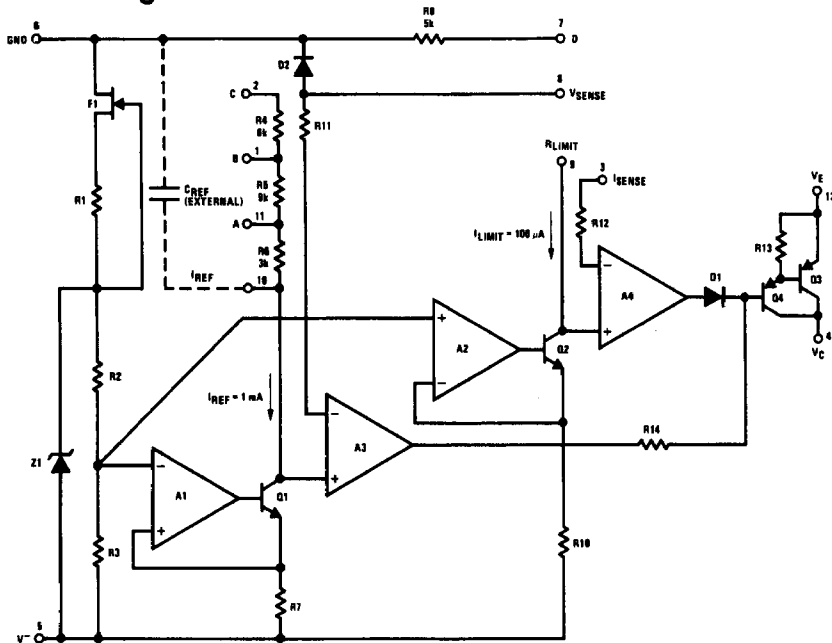 R8
5k
6
7
GND
D
D2
2
8
C
VSENSE
F1
R4
6k
R11
RLIMIT
9
3
ISENSE
B
1
VE
12
R1
CREF
(EXTERNAL)
R5
9k
A
11
ILIMIT = 100 µA
R12
R13
R6
3k
IREF
10
A4
D1
Q4
Q3
A2
Q2
4
VC
R2
IREF = 1 mA
Z1
A3
R14
A1
Q1
R3
R10
R7
5
V−